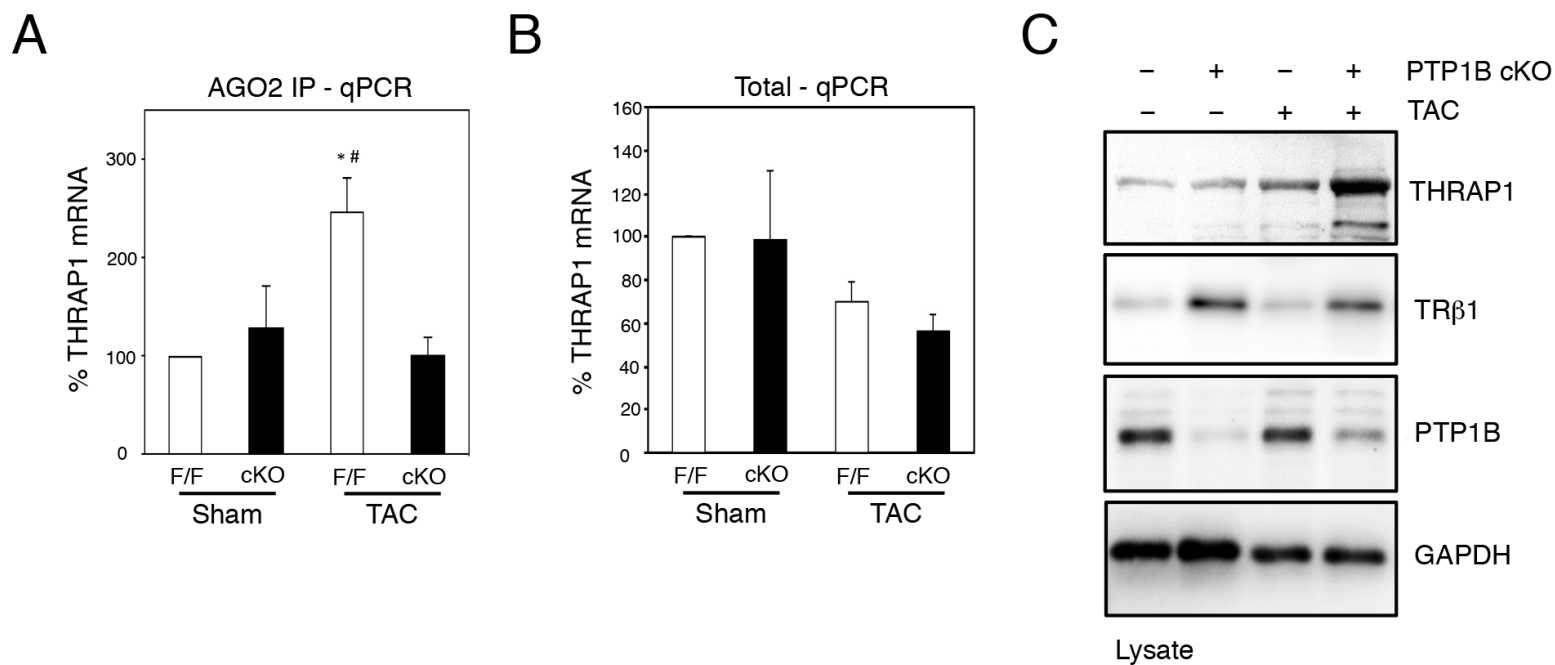 A
AGO2 IP - qPCR
% THRAP1 mRNA
300
200
100
0
* #
F/F cKO F/F cKO
Sham TAC
B
Total - qPCR
% THRAP1 mRNA
160
140
120
100
80
60
40
20
0
F/F cKO F/F cKO
Sham TAC
C
– + – + PTP1B cKO
– – + + TAC
THRAP1
TRβ1
PTP1B
GAPDH
Lysate